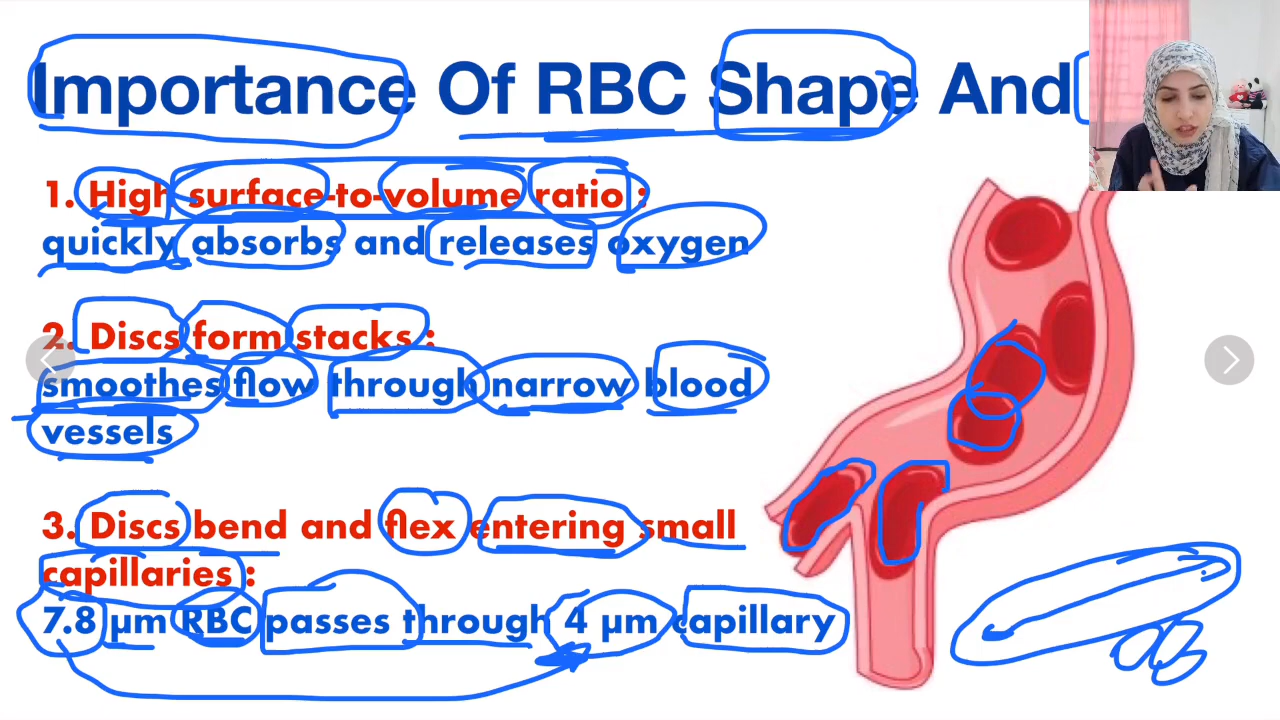 Importance Of RBC Shape And
1. High surface-to-volume ratio :
quickly absorbs and releases oxygen
2. Discs form stacks :
smoothes flow through narrow blood
vessels
3. Discs bend and flex entering small
capillaries :
7.8 µm RBC passes through 4 µm capillary